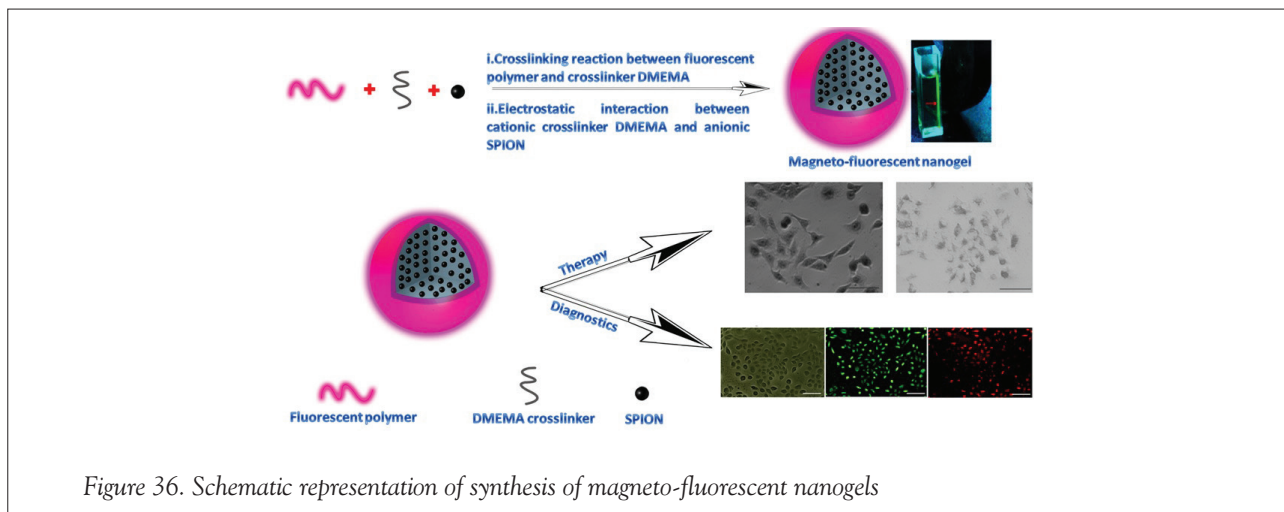 i.Crosslinking reaction between fluorescent
polymer and crosslinker DMEMA
ii.Electrostatic interaction between
cationic crosslinker DMEMA and anionic
SPION
Magneto-fluorescent nanogel
Therapy
Diagnostics
Fluorescent polymer
DMEMA crosslinker
SPION
Figure 36. Schematic representation of synthesis of magneto-fluorescent nanogels